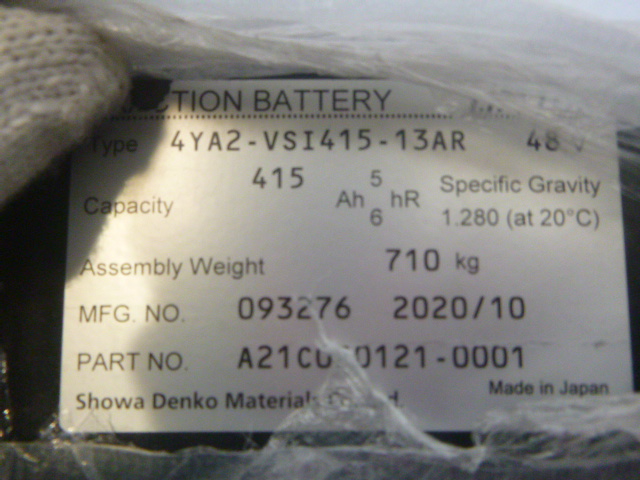 CTION BATTERY
Type 4YA2-VSI415-13AR 48 V
Capacity 415 Ah 5 6 hR
Specific Gravity
1.280 (at 20°C)
Assembly Weight 710 kg
MFG. NO. 093276 2020/10
PART NO.
Made in Japan
Showa Denko Materials